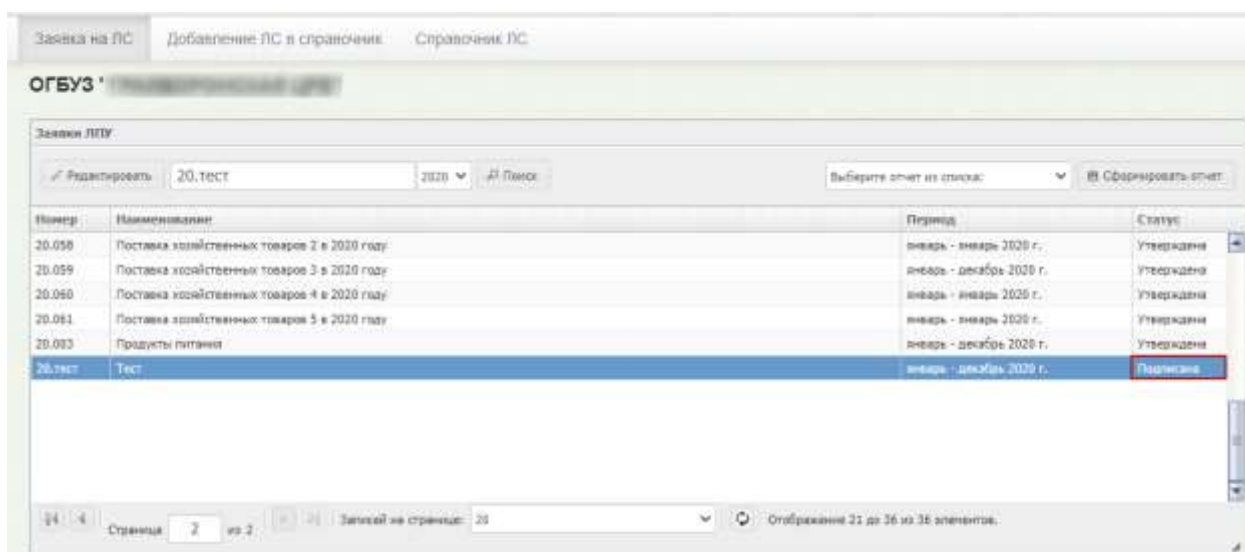 Заявка на ЛС Добавление ЛС в справочник Справочник ЛС
ОГБУЗ '
Заявки ЛПУ
Редактировать 20.тест 2020 Поиск Выберите отчет из списка: Сформировать отчет
Номер Наименование Период Статус
20.058 Поставка хозяйственных товаров 2 в 2020 году январь - январь 2020 г. Утверждена
20.059 Поставка хозяйственных товаров 3 в 2020 году январь - декабрь 2020 г. Утверждена
20.060 Поставка хозяйственных товаров 4 в 2020 году январь - январь 2020 г. Утверждена
20.061 Поставка хозяйственных товаров 5 в 2020 году январь - январь 2020 г. Утверждена
20.083 Продукты питания январь - декабрь 2020 г. Утверждена
20.тест Тест январь - декабрь 2020 г. Подписана
Страница 2 из 2 Записей на странице: 20 Отображение 21 до 36 из 36 элементов.